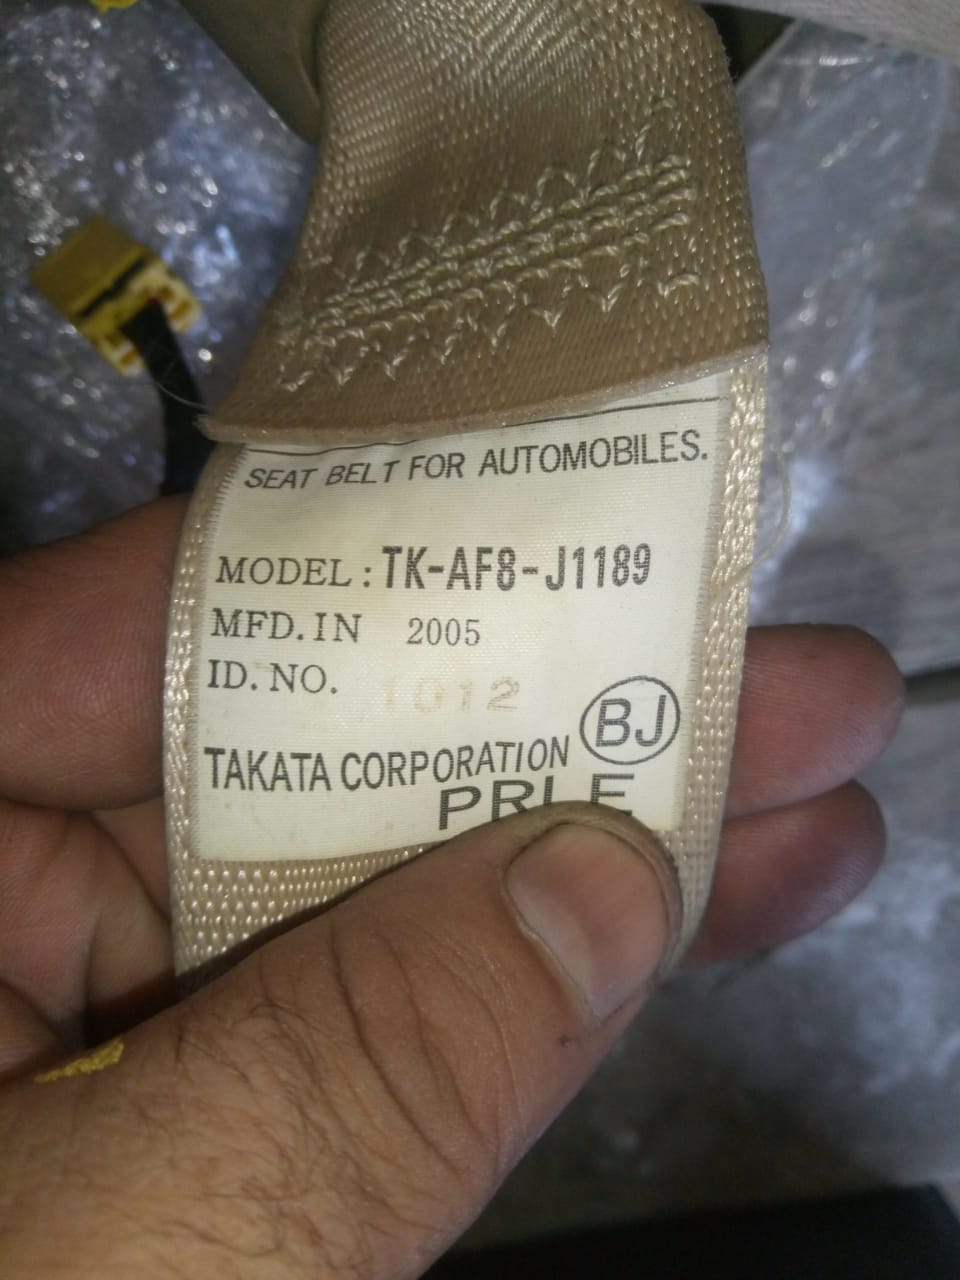 SEAT BELT FOR AUTOMOBILES.
MODEL: TK-AF8-J1189
MFD. IN 2005
ID. NO. 1012
BJ
TAKATA CORPORATION